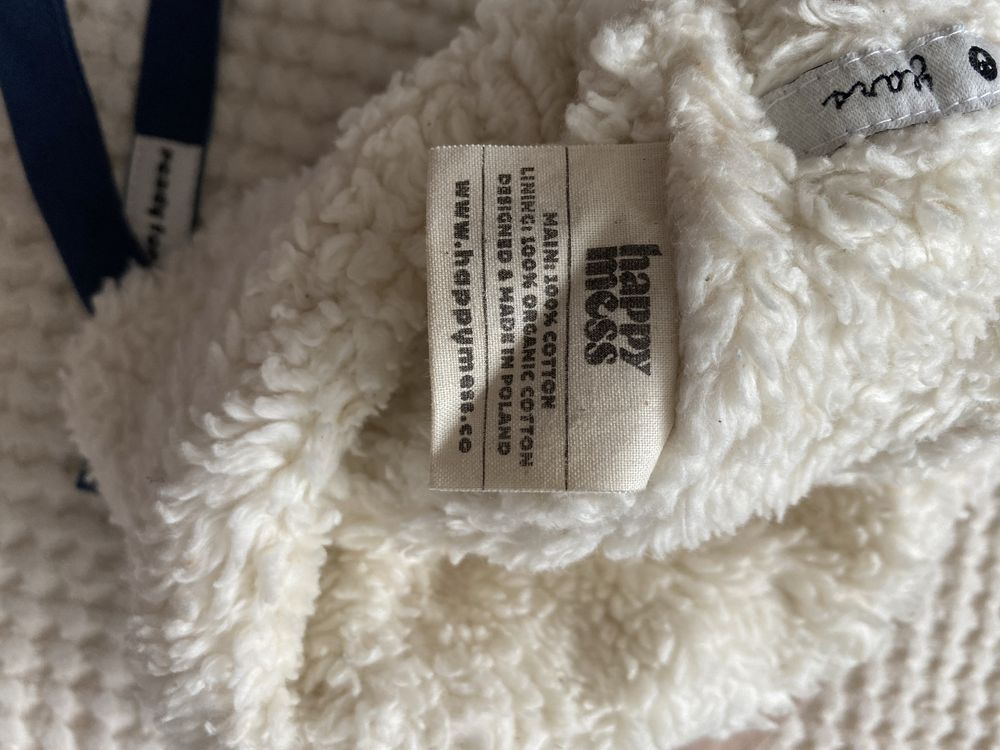 happy
mess
MAIN: 100% COTTON
LINING: 100% ORGANIC COTTON
DESIGNED & MADE IN POLAND
www.happymess.co